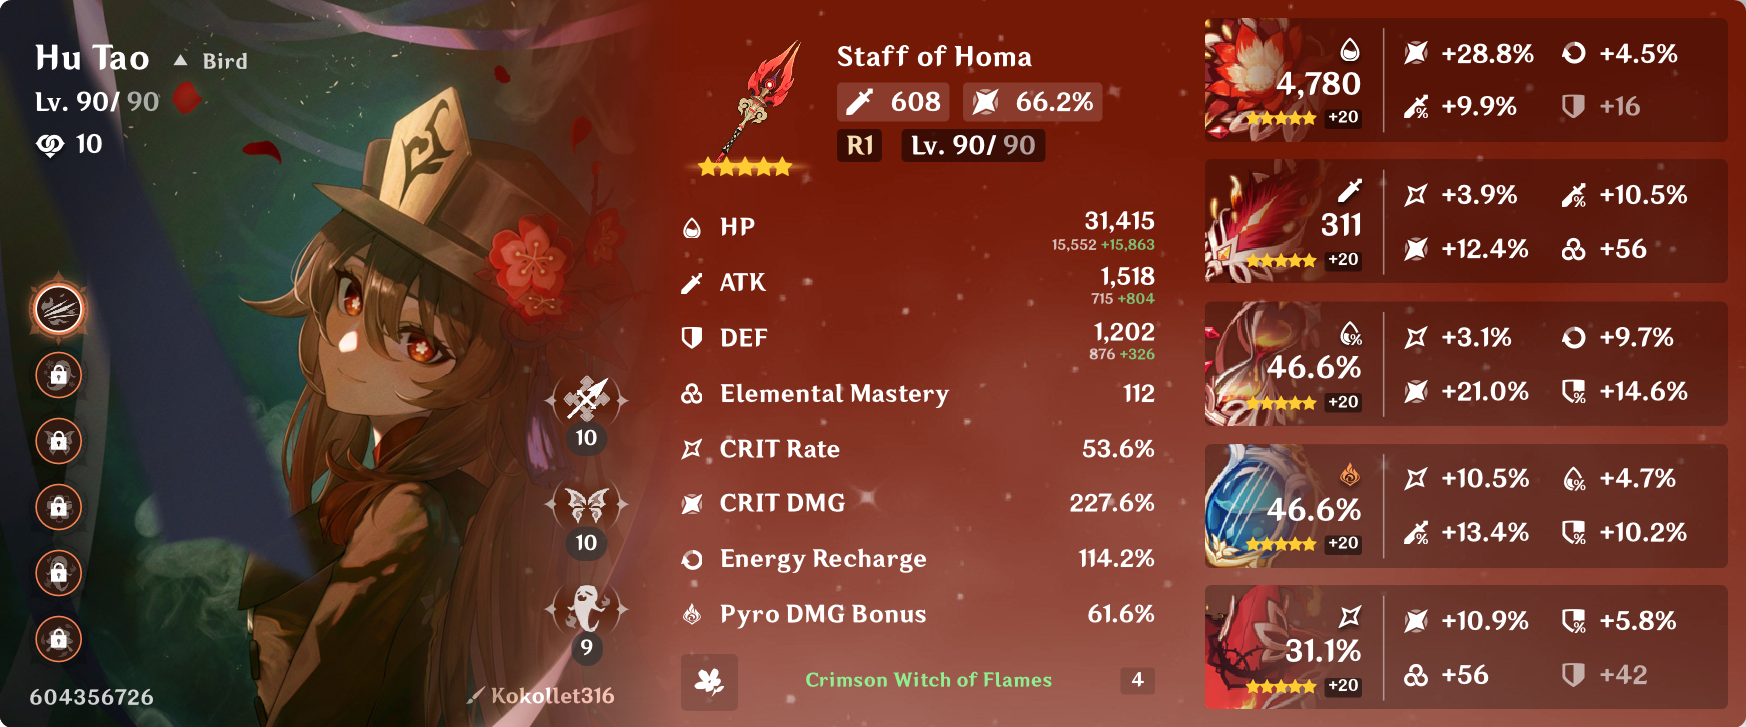 Hu Tao ▲ Bird
Lv. 90/ 90
10
10
10
9
604356726
Kokollet316
Staff of Homa
608 66.2%
R1 Lv. 90/ 90
HP 31,415
15,552 +15,863
ATK 1,518
715 +804
DEF 1,202
876 +326
Elemental Mastery 112
CRIT Rate 53.6%
CRIT DMG 227.6%
Energy Recharge 114.2%
Pyro DMG Bonus 61.6%
Crimson Witch of Flames 4
4,780
+20
+28.8% +4.5%
+9.9% +16
311
+20
+3.9% +10.5%
+12.4% +56
46.6%
+20
+3.1% +9.7%
+21.0% +14.6%
46.6%
+20
+10.5% +4.7%
+13.4% +10.2%
31.1%
+20
+10.9% +5.8%
+56 +42